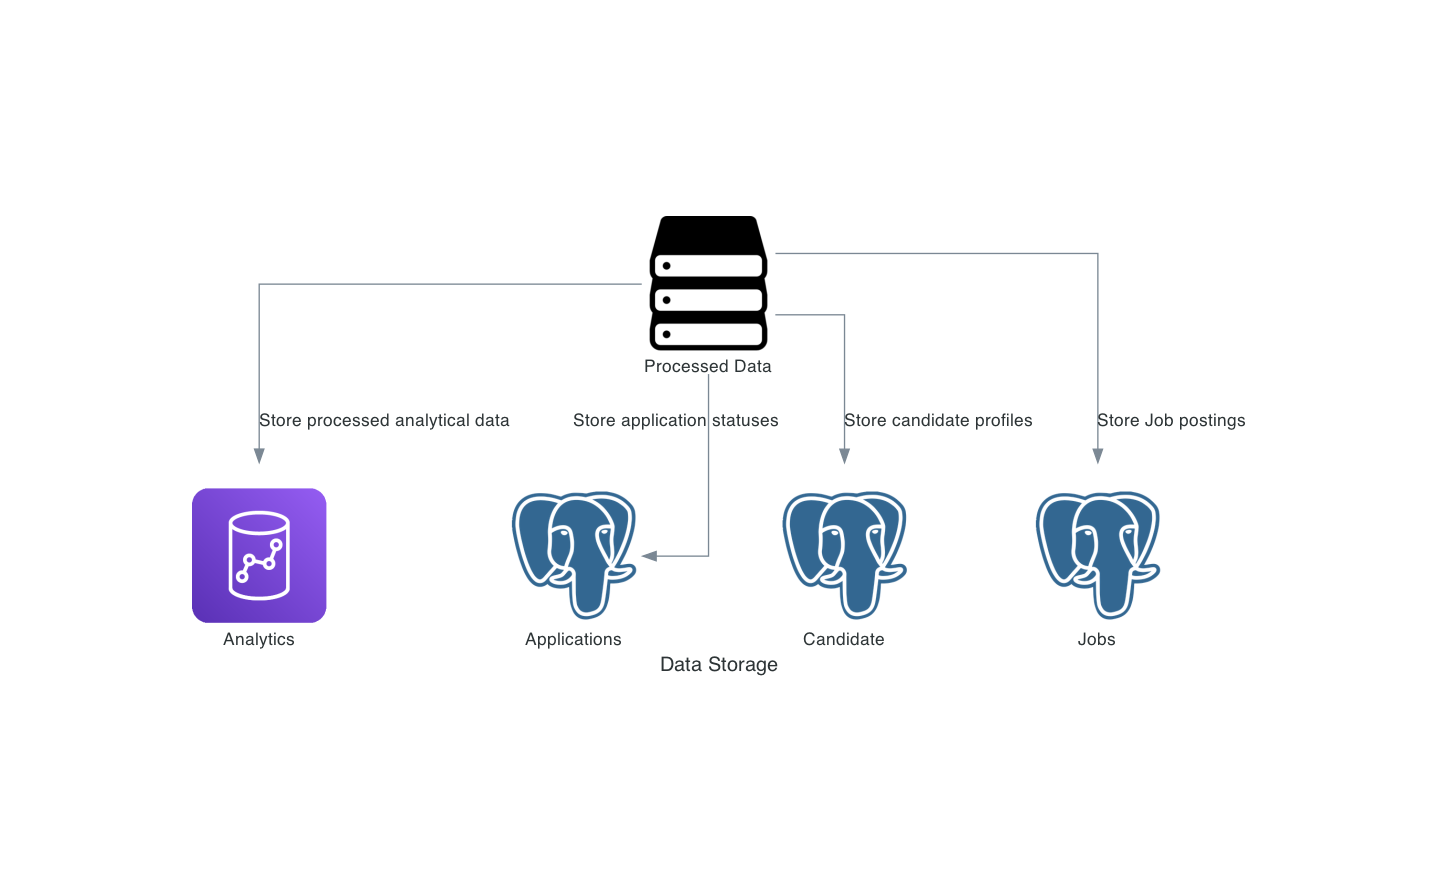 Processed Data
Store processed analytical data
Store application statuses
Store candidate profiles
Store Job postings
Analytics
Applications
Candidate
Jobs
Data Storage